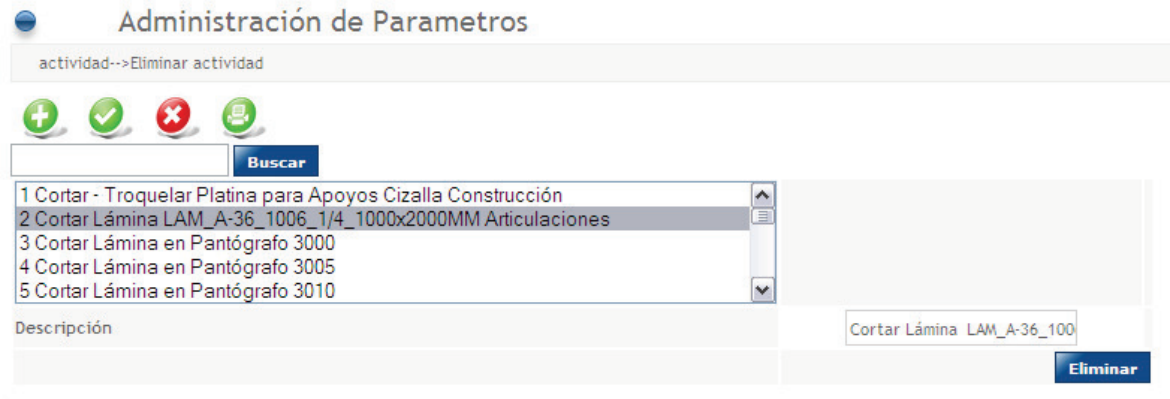 Administración de Parametros
actividad-->Eliminar actividad
Buscar
1 Cortar - Troquelar Platina para Apoyos Cizalla Construcción
2 Cortar Lámina LAM_A-36_1006_1/4_1000x2000MM Articulaciones
3 Cortar Lámina en Pantógrafo 3000
4 Cortar Lámina en Pantógrafo 3005
5 Cortar Lámina en Pantógrafo 3010
Descripción
Cortar Lámina LAM_A-36_100
Eliminar